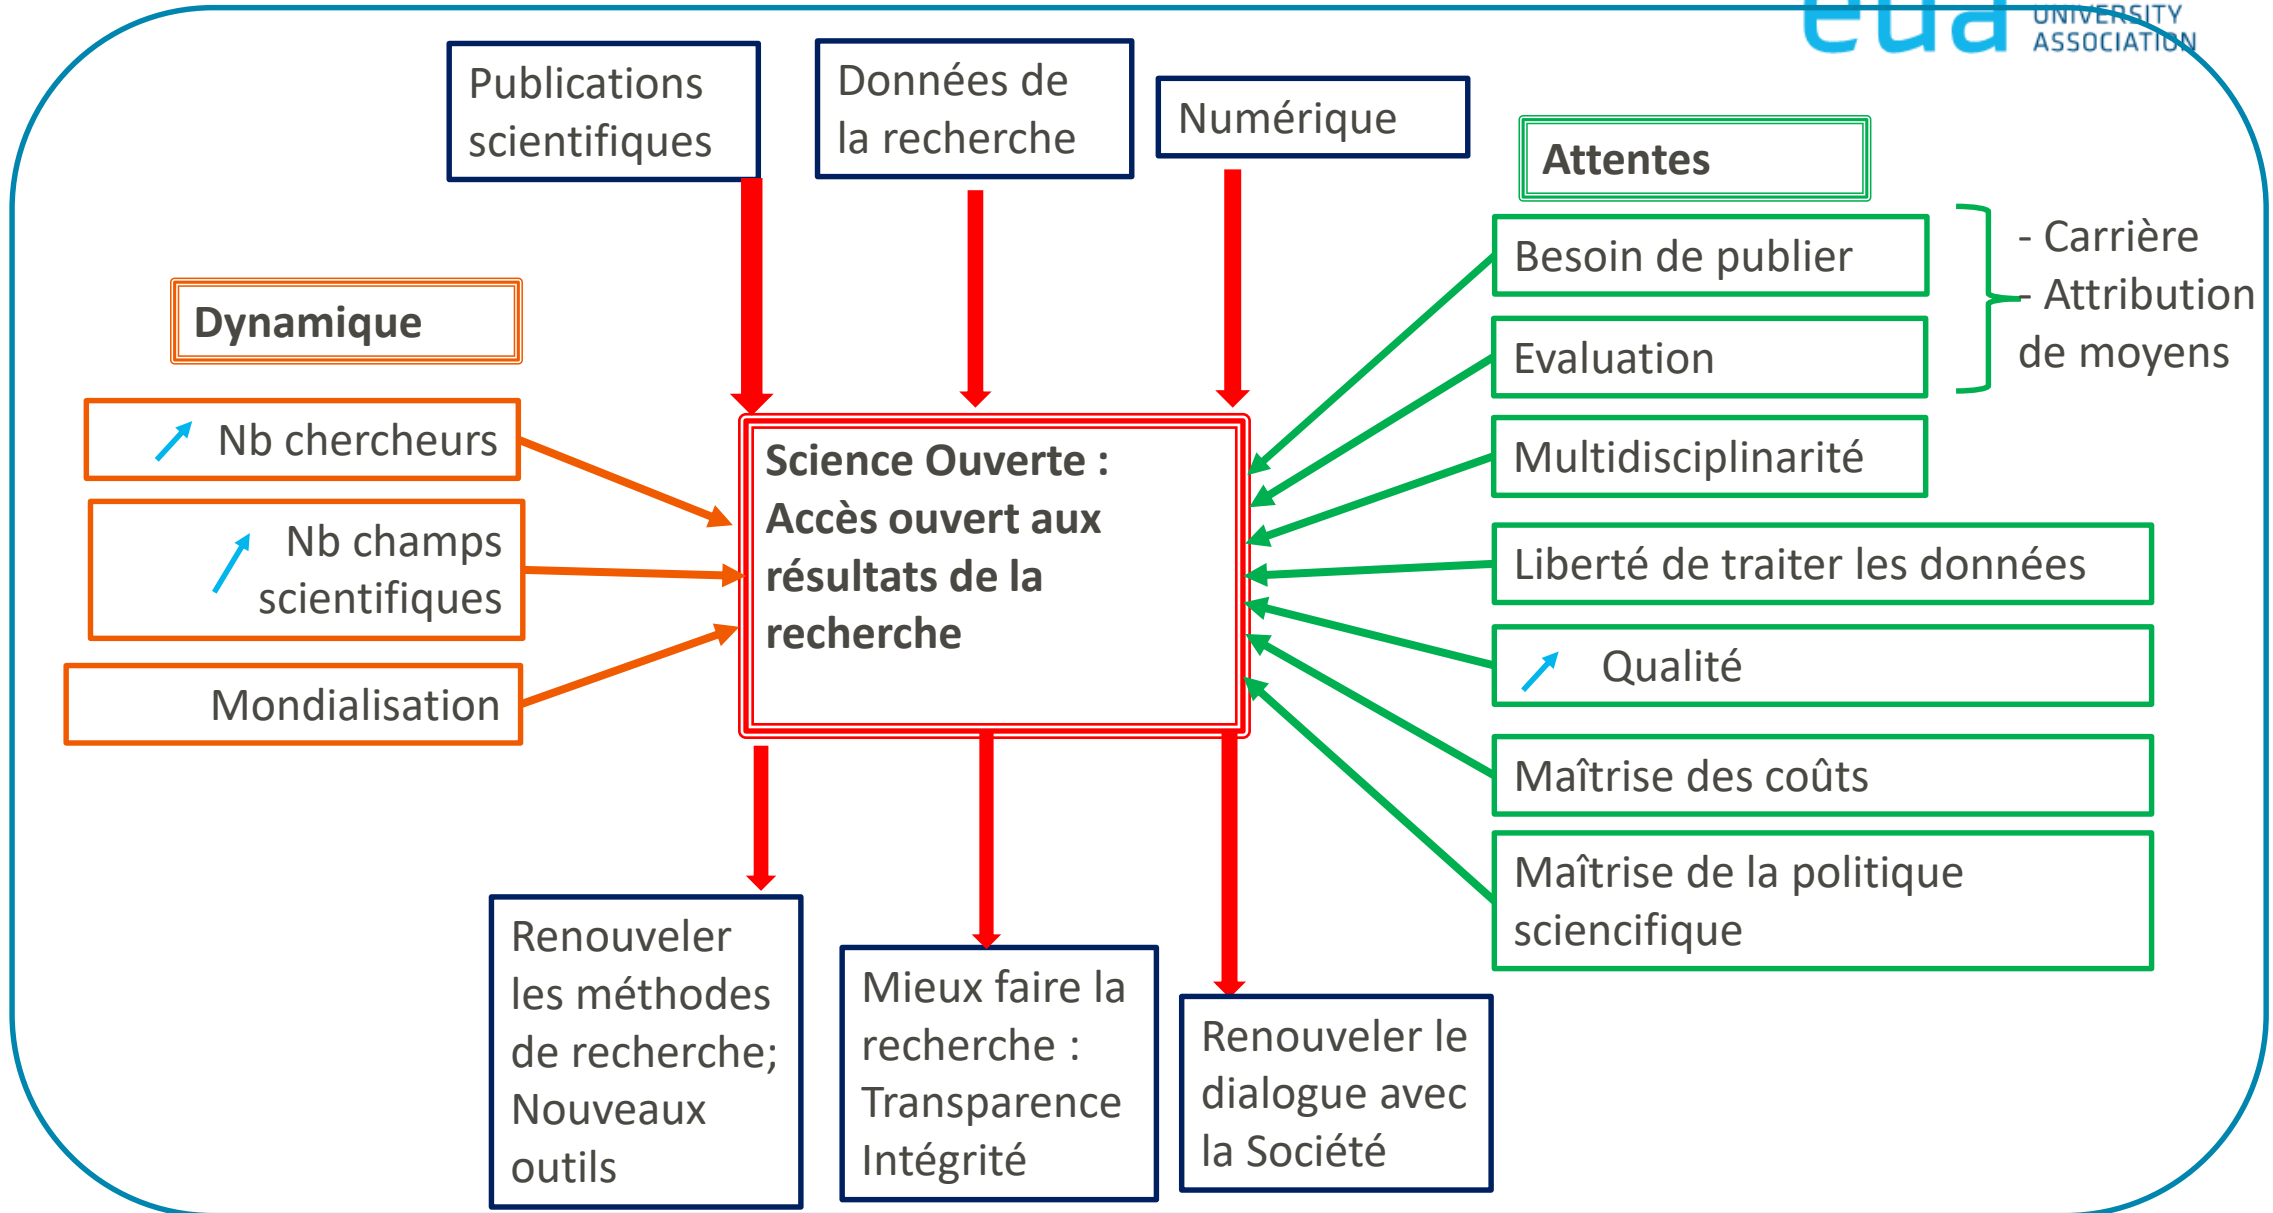 eua UNIVERSITY
ASSOCIATION
Publications
scientifiques
Données de
la recherche
Numérique
Attentes
Besoin de publier
Evaluation
- Carrière
- Attribution
de moyens
Multidisciplinarité
Liberté de traiter les données
Qualité
Maîtrise des coûts
Maîtrise de la politique
sciencifique
Dynamique
Nb chercheurs
Nb champs
scientifiques
Mondialisation
Science Ouverte :
Accès ouvert aux
résultats de la
recherche
Renouveler
les méthodes
de recherche;
Nouveaux
outils
Mieux faire la
recherche :
Transparence
Intégrité
Renouveler le
dialogue avec
la Société